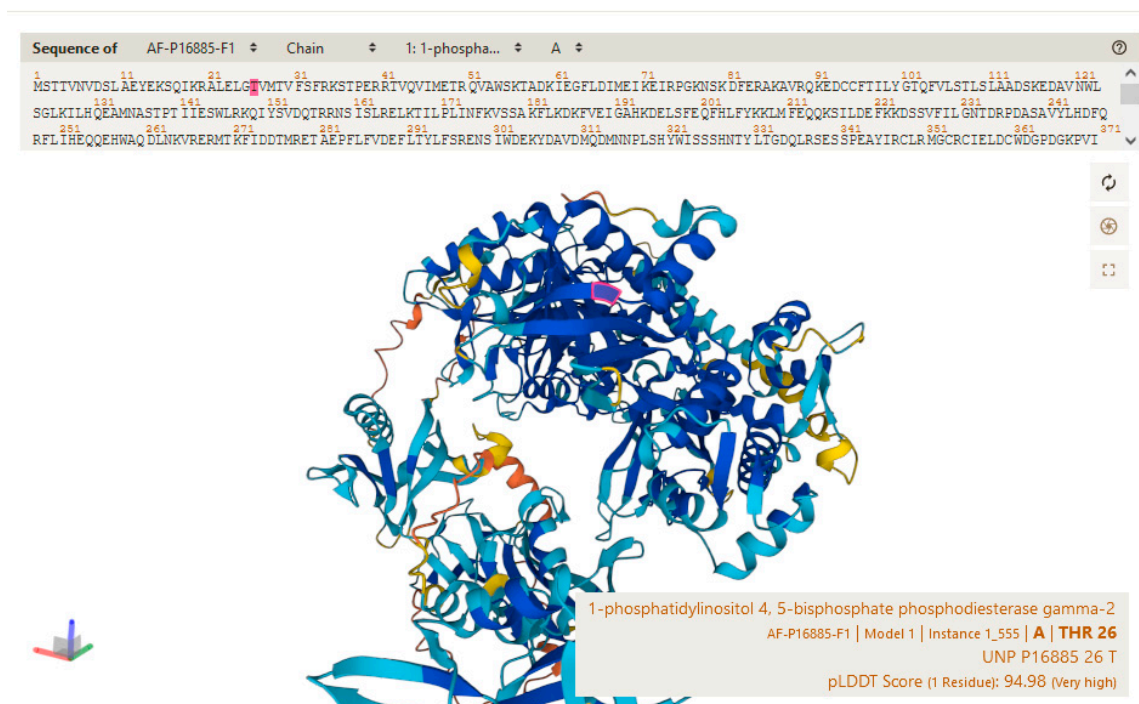 Sequence of AF-P16885-F1 Chain 1: 1-phospha... A
1 11 21 31 41 51 61 71 81 91 101 111 121
MSTTVNVDSLAEYEKSQIKRALELGTVMTVFSFRKSTPERRTVQVIMETRQVAWSKTADKIEGFLDIMEIKEIRPGKNSKDFERAKAVRQKEDCCFTILYGTQFVLSTLSLAADSKEDAVNWL
131 141 151 161 171 181 191 201 211 221 231 241
SGLKILHQEAMNASTPTIIESWLRKQIYSVDQTRRNSISLRELKTILPLINFKVSSAKFLKDKFVEIGAHKDELSFEQFHLFYKKLMFEQQKSILDEFKKDSSVFILGNTDRPDASAVYLHDFQ
251 261 271 281 291 301 311 321 331 341 351 361 371
RFLIHEQQEHWAQDLNKVRERMTKFIDDTMRETAEPFLFVDEFLTYLFSRENSIWDEKYDAVDMQDMNNPLSHYWISSSHNTYLTGDQLRSESSPEAYIRCLRMGCRCIELDCWDGPDGKPVI
1-phosphatidylinositol 4, 5-bisphosphate phosphodiesterase gamma-2
AF-P16885-F1 | Model 1 | Instance 1_555 | A | THR 26
UNP P16885 26 T
pLDDT Score (1 Residue): 94.98 (Very high)